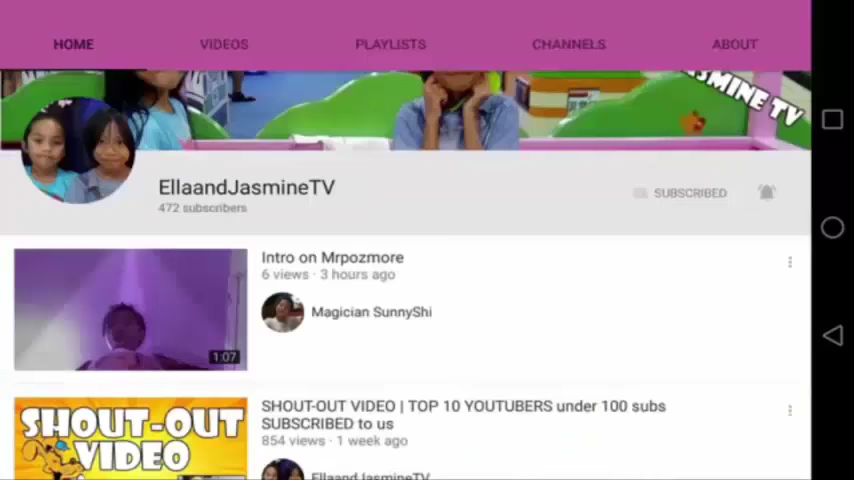 HOME VIDEOS PLAYLISTS CHANNELS ABOUT
SMINE TV
EllaandJasmineTV
472 subscribers
SUBSCRIBED
Intro on Mrpozmore
6 views · 3 hours ago
Magician SunnyShi
1:07
SHOUT-OUT VIDEO | TOP 10 YOUTUBERS under 100 subs
SUBSCRIBED to us
854 views · 1 week ago
EllaandJasmineTV
SHOUT-OUT
VIDEO